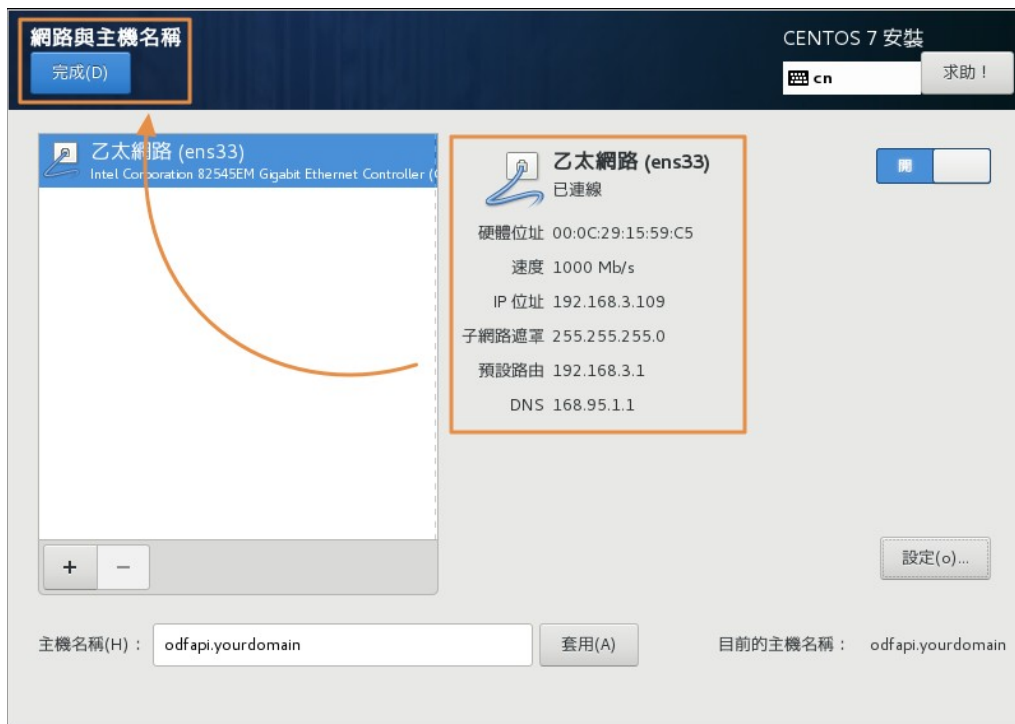 網路與主機名稱
完成(D)
CENTOS 7 安裝
cn
求助！
乙太網路 (ens33)
Intel Corporation 82545EM Gigabit Ethernet Controller (
乙太網路 (ens33)
已連線
開
硬體位址 00:0C:29:15:59:C5
速度 1000 Mb/s
IP 位址 192.168.3.109
子網路遮罩 255.255.255.0
預設路由 192.168.3.1
DNS 168.95.1.1
+ −
設定(o)...
主機名稱(H)： odfapi.yourdomain 套用(A) 目前的主機名稱： odfapi.yourdomain